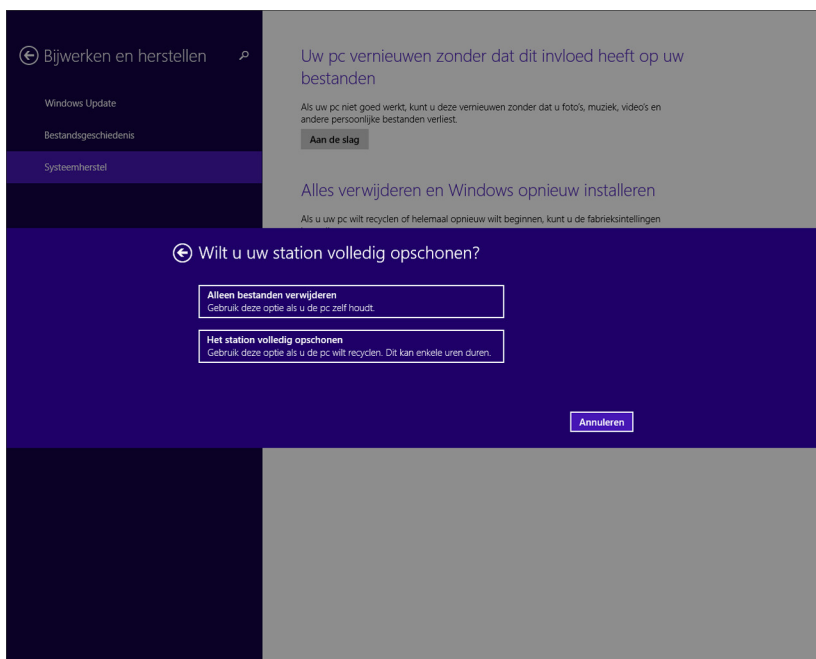 Bijwerken en herstellen
Windows Update
Bestandsgeschiedenis
Systeemherstel
Uw pc vernieuwen zonder dat dit invloed heeft op uw
bestanden
Als uw pc niet goed werkt, kunt u deze vernieuwen zonder dat u foto's, muziek, video's en
andere persoonlijke bestanden verliest.
Aan de slag
Alles verwijderen en Windows opnieuw installeren
Als u uw pc wilt recyclen of helemaal opnieuw wilt beginnen, kunt u de fabrieksintellingen
Wilt u uw station volledig opschonen?
Alleen bestanden verwijderen
Gebruik deze optie als u de pc zelf houdt.
Het station volledig opschonen
Gebruik deze optie als u de pc wilt recyclen. Dit kan enkele uren duren.
Annuleren